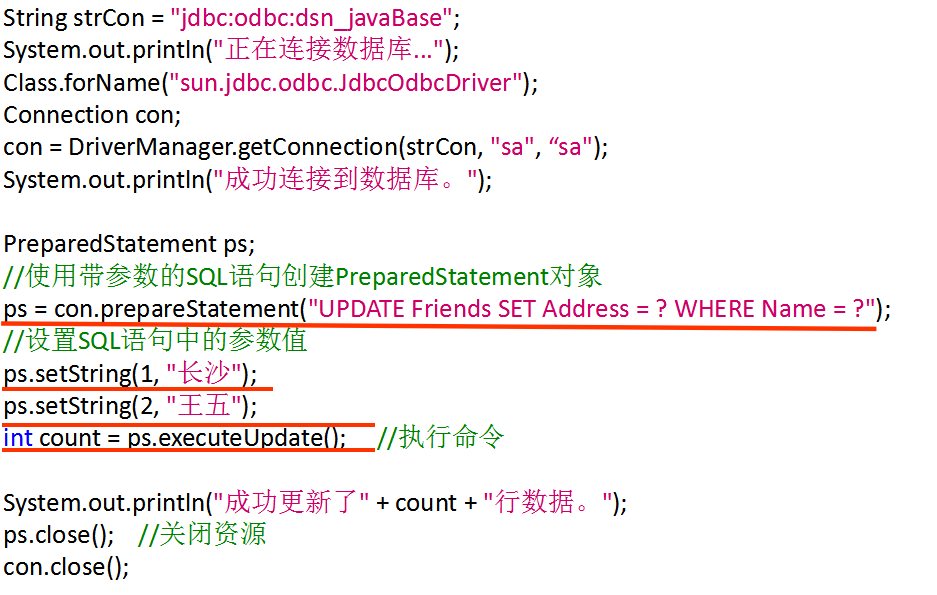 String strCon = "jdbc:odbc:dsn_javaBase";
System.out.println("正在连接数据库...");
Class.forName("sun.jdbc.odbc.JdbcOdbcDriver");
Connection con;
con = DriverManager.getConnection(strCon, "sa", “sa");
System.out.println("成功连接到数据库。");
PreparedStatement ps;
//使用带参数的SQL语句创建PreparedStatement对象
ps = con.prepareStatement("UPDATE Friends SET Address = ? WHERE Name = ?");
//设置SQL语句中的参数值
ps.setString(1, "长沙");
ps.setString(2, "王五");
int count = ps.executeUpdate(); //执行命令
System.out.println("成功更新了" + count + "行数据。");
ps.close(); //关闭资源
con.close();